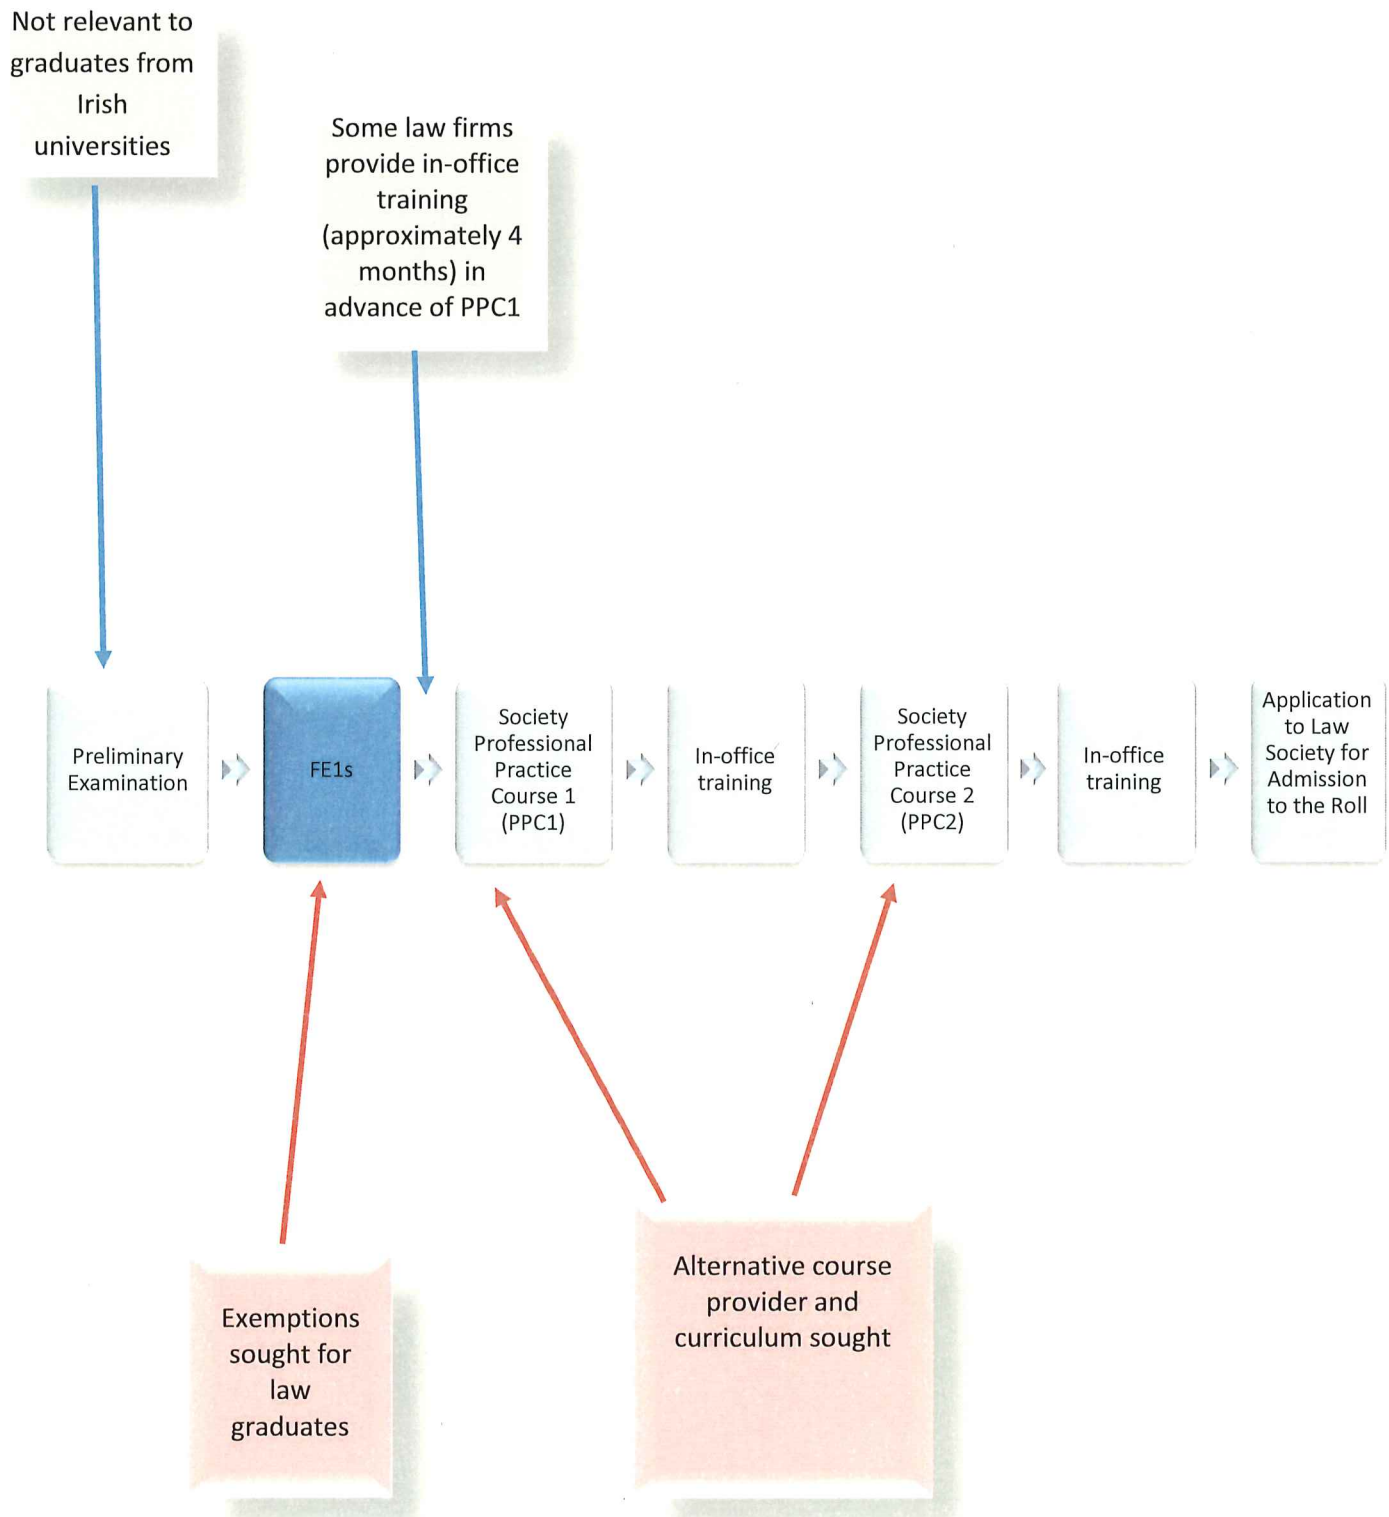 Not relevant to
graduates from
Irish
universities
Some law firms
provide in-office
training
(approximately 4
months) in
advance of PPC1
Preliminary
Examination
FE1s
Society
Professional
Practice
Course 1
(PPC1)
In-office
training
Society
Professional
Practice
Course 2
(PPC2)
In-office
training
Application
to Law
Society for
Admission
to the Roll
Exemptions
sought for
law
graduates
Alternative course
provider and
curriculum sought